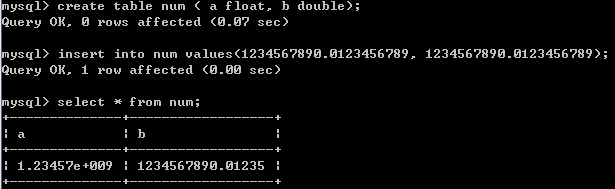 mysql> create table num ( a float, b double);
Query OK, 0 rows affected (0.07 sec)
mysql> insert into num values(1234567890.0123456789, 1234567890.0123456789);
Query OK, 1 row affected (0.00 sec)
mysql> select * from num;
+--------------+------------------+
| a            | b                |
+--------------+------------------+
| 1.23457e+009 | 1234567890.01235 |
+--------------+------------------+